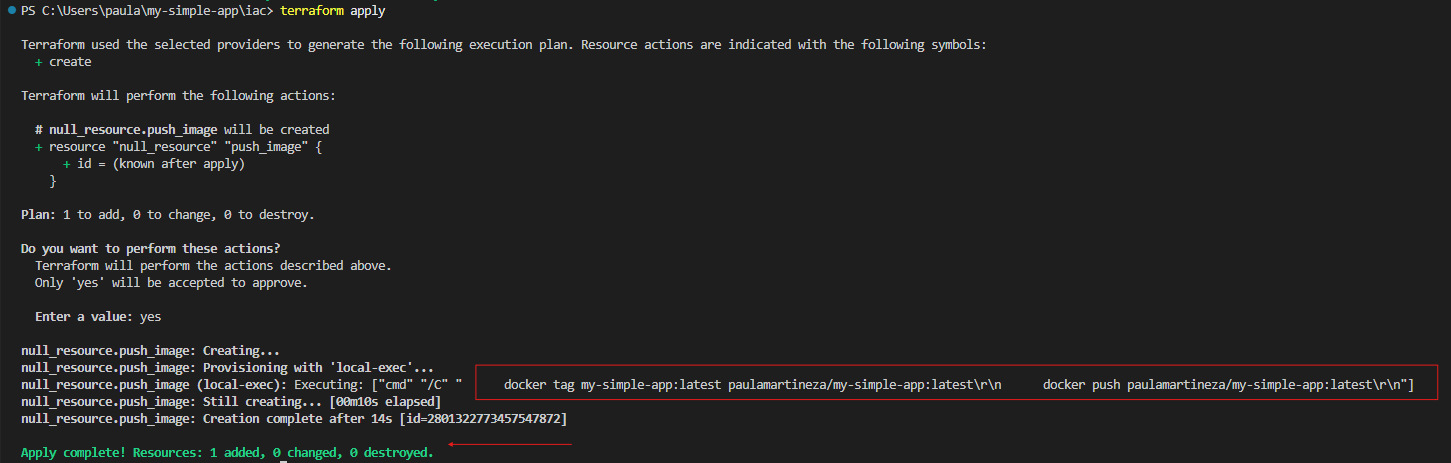 PS C:\Users\paula\my-simple-app\iac> terraform apply
Terraform used the selected providers to generate the following execution plan. Resource actions are indicated with the following symbols:
+ create
Terraform will perform the following actions:
# null_resource.push_image will be created
+ resource "null_resource" "push_image" {
+ id = (known after apply)
}
Plan: 1 to add, 0 to change, 0 to destroy.
Do you want to perform these actions?
Terraform will perform the actions described above.
Only 'yes' will be accepted to approve.
Enter a value: yes
null_resource.push_image: Creating...
null_resource.push_image: Provisioning with 'local-exec'...
null_resource.push_image (local-exec): Executing: ["cmd" "/C" "      docker tag my-simple-app:latest paulamartineza/my-simple-app:latest\r\n      docker push paulamartineza/my-simple-app:latest\r\n"]
null_resource.push_image: Still creating... [00m10s elapsed]
null_resource.push_image: Creation complete after 14s [id=2801322773457547872]
Apply complete! Resources: 1 added, 0 changed, 0 destroyed.